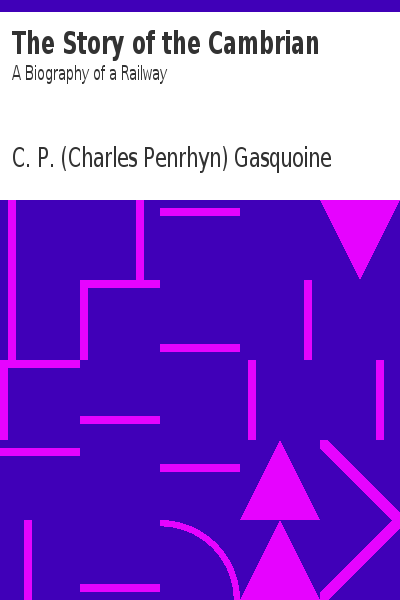 The Story of the Cambrian
A Biography of a Railway
C. P. (Charles Penrhyn) Gasquoine